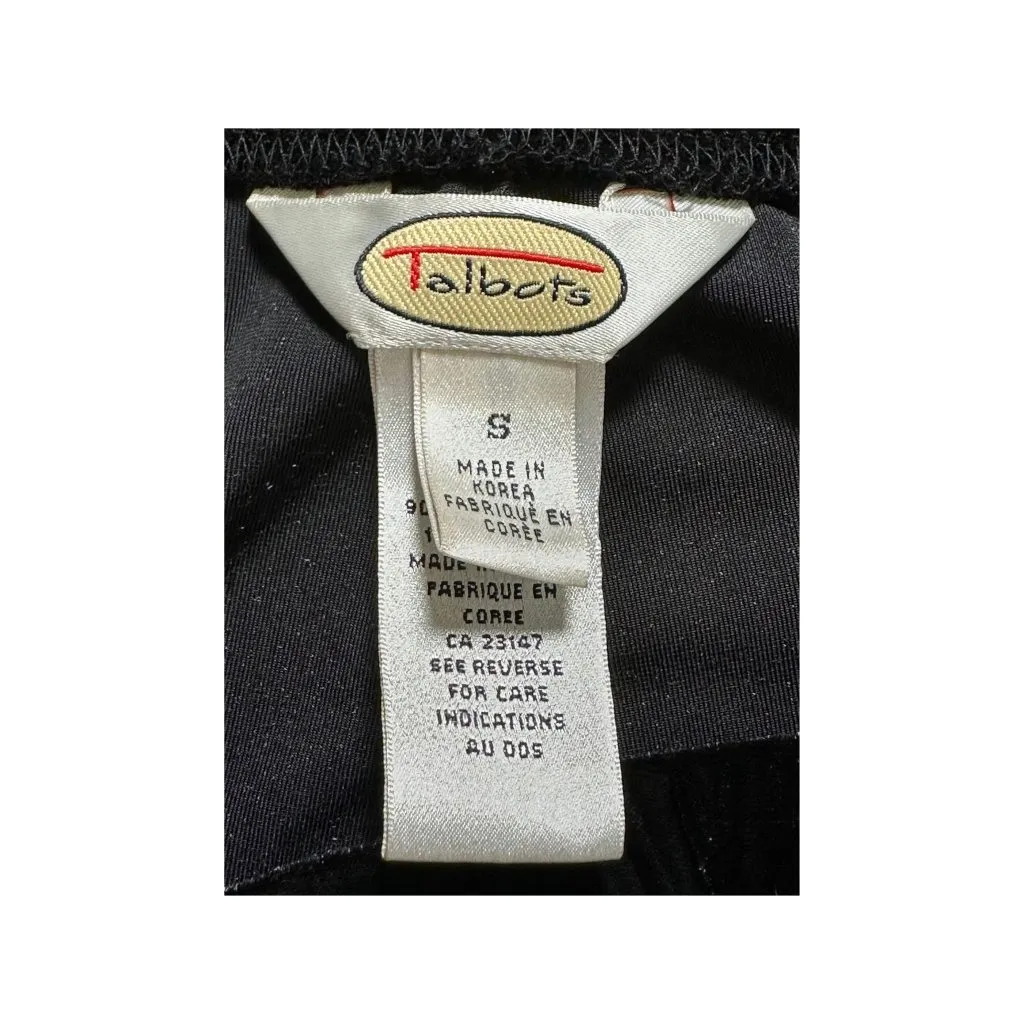 Talbots
S
MADE IN
KOREA
FABRIQUÉ EN
CORÉE
MADE
FABRIQUE EN
COREE
CA 23147
SEE REVERSE
FOR CARE
INDICATIONS
AU DOS